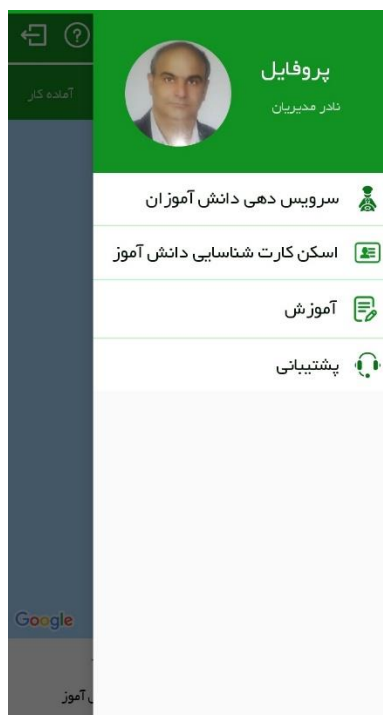 آماده کار
پروفایل
نادر مدیریان
سرویس دهی دانش آموزان
اسکن کارت شناسایی دانش آموز
آموزش
پشتیبانی
Google
آموز